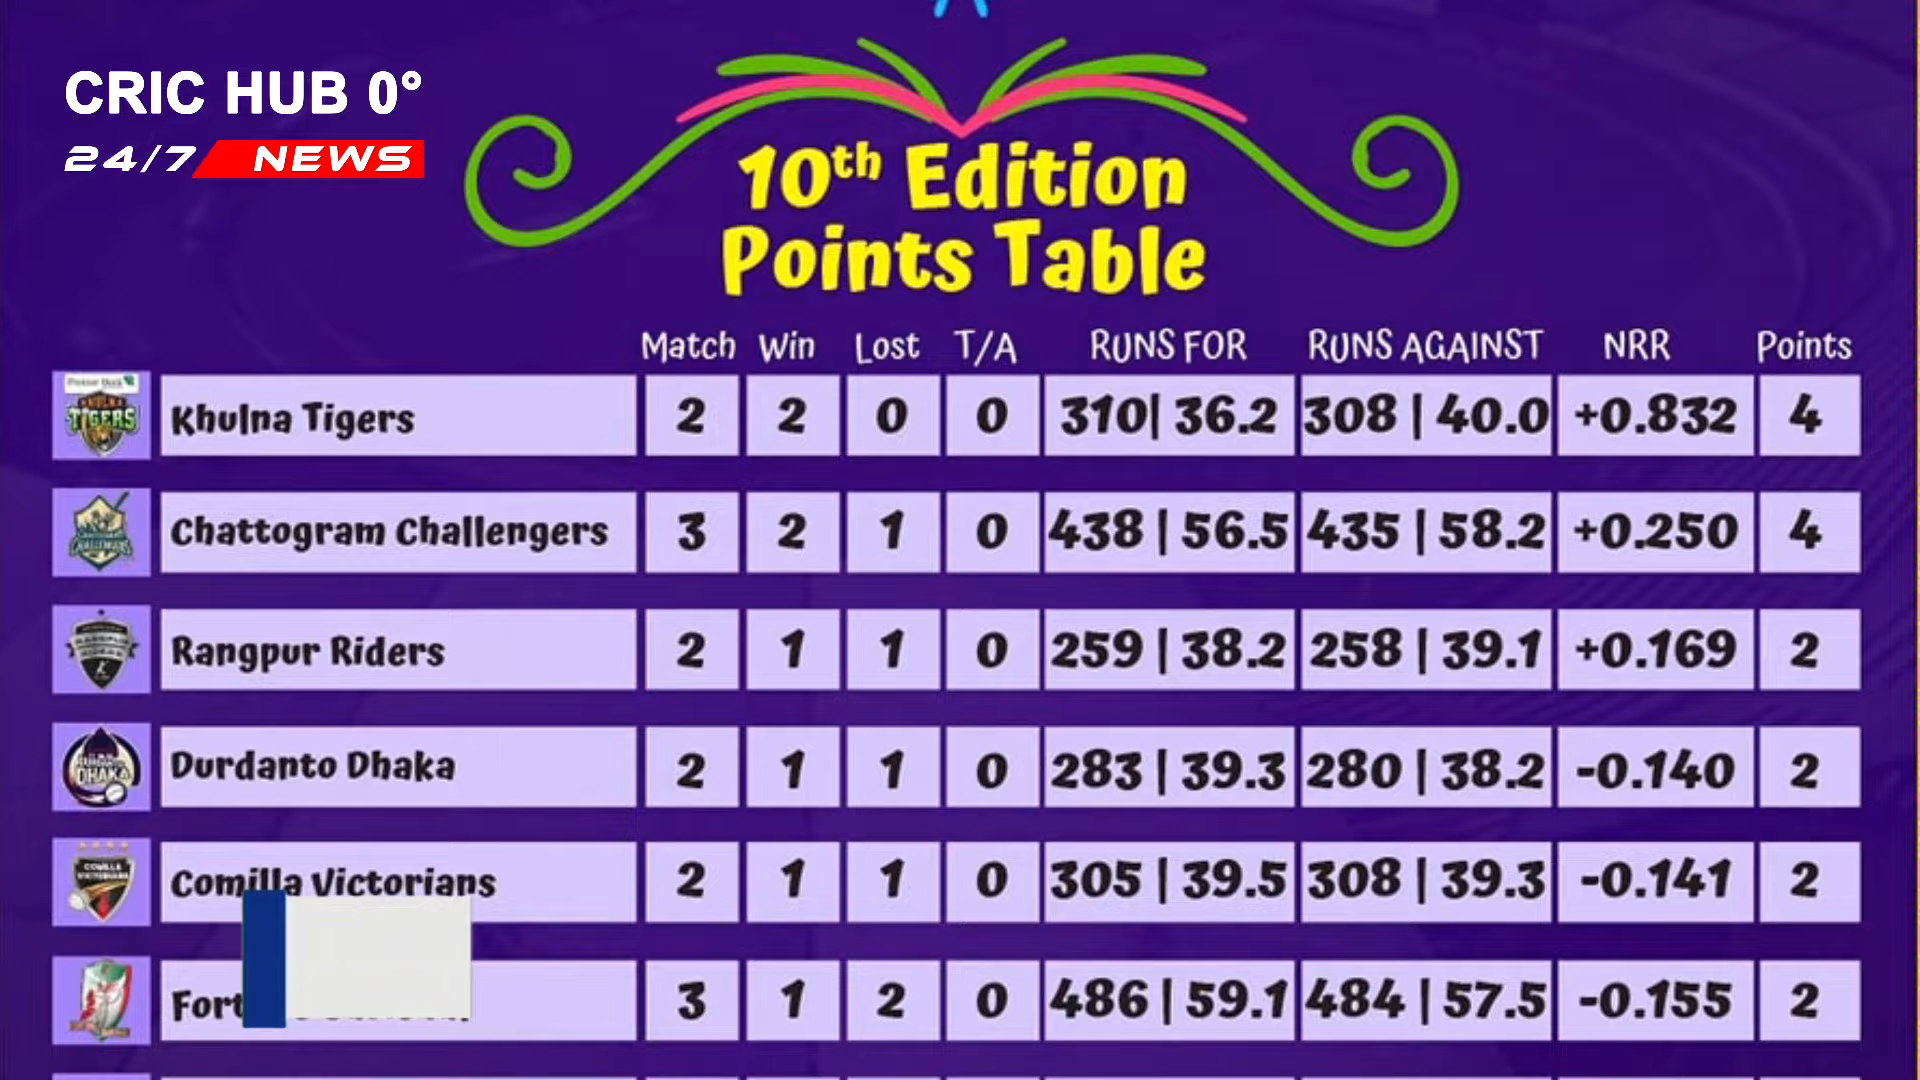 CRIC HUB 0°
24/7 NEWS
10th Edition
Points Table
Match Win Lost T/A RUNS FOR RUNS AGAINST NRR Points
TIGERS
Khulna Tigers 2 2 0 0 310| 36.2 308 | 40.0 +0.832 4
Chattogram Challengers 3 2 1 0 438 | 56.5 435 | 58.2 +0.250 4
Rangpur Riders 2 1 1 0 259 | 38.2 258 | 39.1 +0.169 2
DHAKA
Durdanto Dhaka 2 1 1 0 283 | 39.3 280 | 38.2 -0.140 2
COMILLA
VICTORIANS
Comilla Victorians 2 1 1 0 305 | 39.5 308 | 39.3 -0.141 2
Fort 3 1 2 0 486 | 59.1 484 | 57.5 -0.155 2